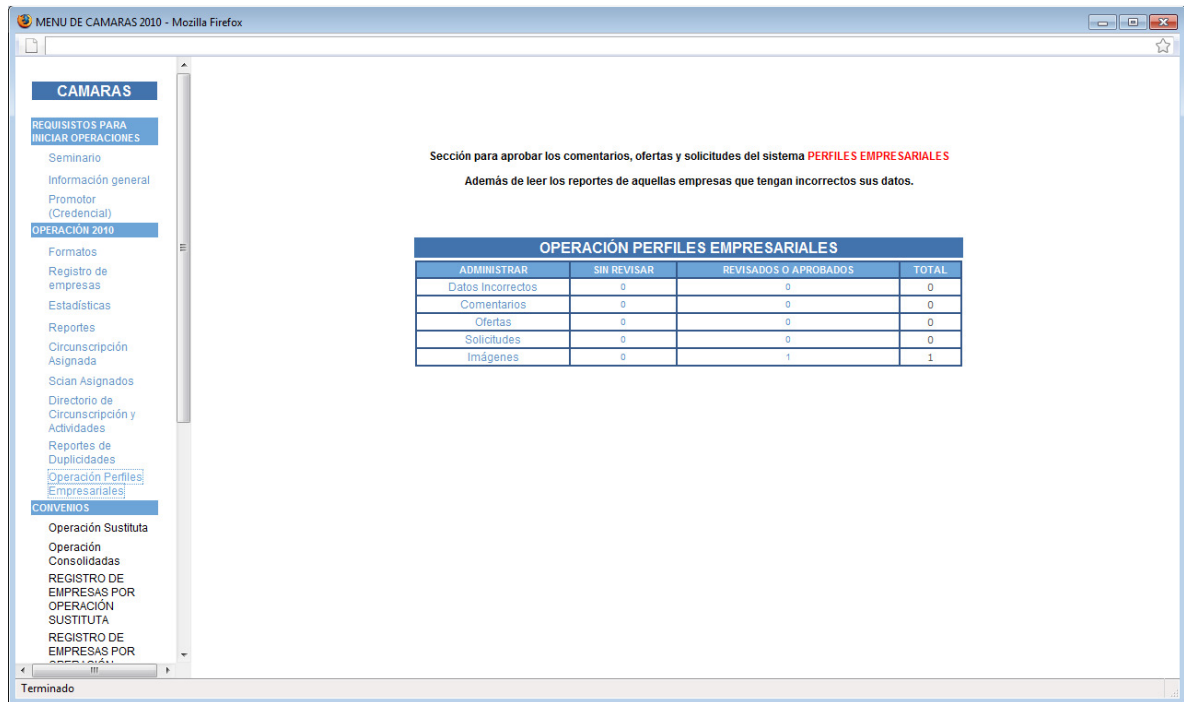 MENU DE CAMARAS 2010 - Mozilla Firefox
CAMARAS
REQUISISTOS PARA
INICIAR OPERACIONES
Seminario
Información general
Promotor
(Credencial)
OPERACIÓN 2010
Formatos
Registro de
empresas
Estadísticas
Reportes
Circunscripción
Asignada
Scian Asignados
Directorio de
Circunscripción y
Actividades
Reportes de
Duplicidades
Operación Perfiles
Empresariales
CONVENIOS
Operación Sustituta
Operación
Consolidadas
REGISTRO DE
EMPRESAS POR
OPERACIÓN
SUSTITUTA
REGISTRO DE
EMPRESAS POR
OPERACIÓN
Sección para aprobar los comentarios, ofertas y solicitudes del sistema PERFILES EMPRESARIALES
Además de leer los reportes de aquellas empresas que tengan incorrectos sus datos.
OPERACIÓN PERFILES EMPRESARIALES
ADMINISTRAR SIN REVISAR REVISADOS O APROBADOS TOTAL
Datos Incorrectos 0 0 0
Comentarios 0 0 0
Ofertas 0 0 0
Solicitudes 0 0 0
Imágenes 0 1 1
Terminado